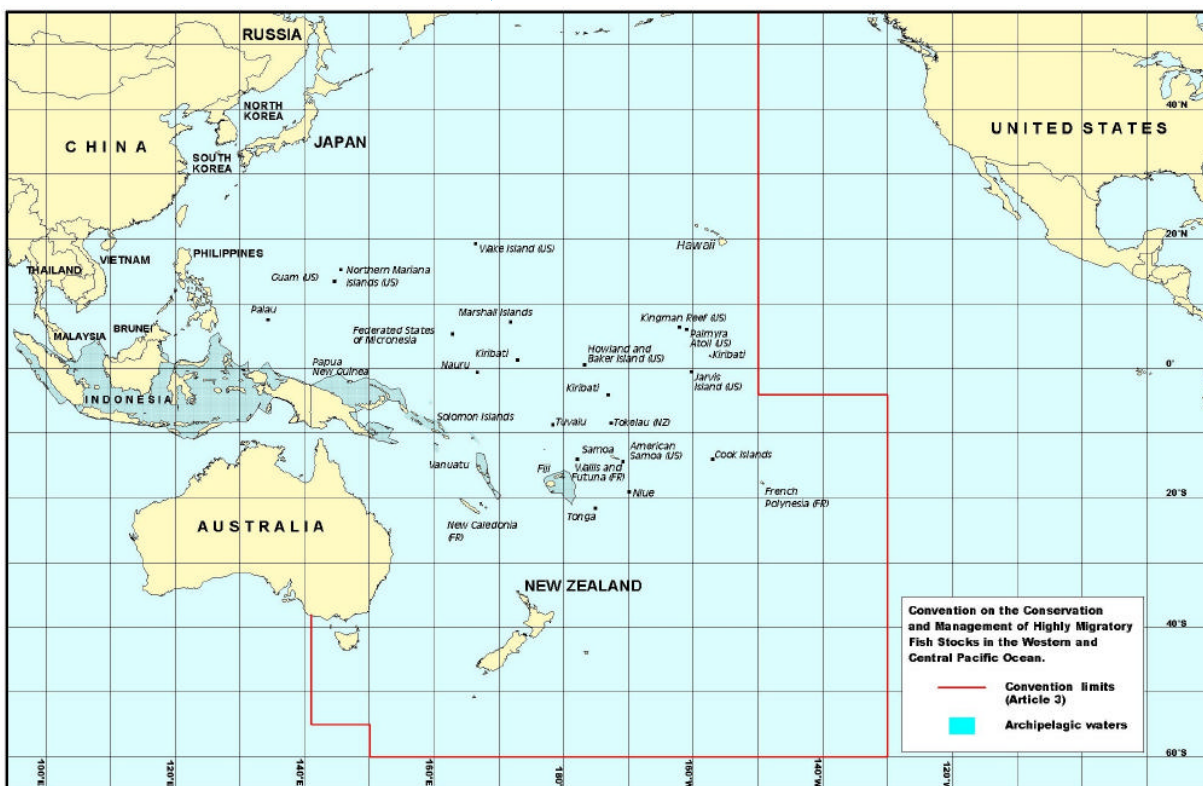 RUSSIA
NORTH
KOREA
40°N
CHINA
JAPAN
UNITED STATES
SOUTH
KOREA
20°N
Hawaii
Wake Island (US)
PHILIPPINES
VIETNAM
THAILAND
Guam (US)
Northern Mariana
Islands (US)
Palau
Marshall Islands
Kingman Reef (US)
BRUNEI
MALAYSIA
Federated States
of Micronesia
Palmyra
Atoll (US)
Kiribati
Howland and
Baker Island (US)
Kiribati
Papua
New Guinea
Nauru
0°
Jarvis
Island (US)
INDONESIA
Kiribati
Solomon Islands
Tuvalu
Tokelau (NZ)
Samoa
American
Samoa (US)
Cook Islands
Vanuatu
Fiji
Wallis and
Futuna (FR)
Niue
French
Polynesia (FR)
20°S
Tonga
AUSTRALIA
New Caledonia
(FR)
NEW ZEALAND
Convention on the Conservation
and Management of Highly Migratory
Fish Stocks in the Western and
Central Pacific Ocean.
40°S
Convention limits
(Article 3)
Archipelagic waters
60°S
100°E
120°E
140°E
160°E
180°
160°W
140°W
120°W